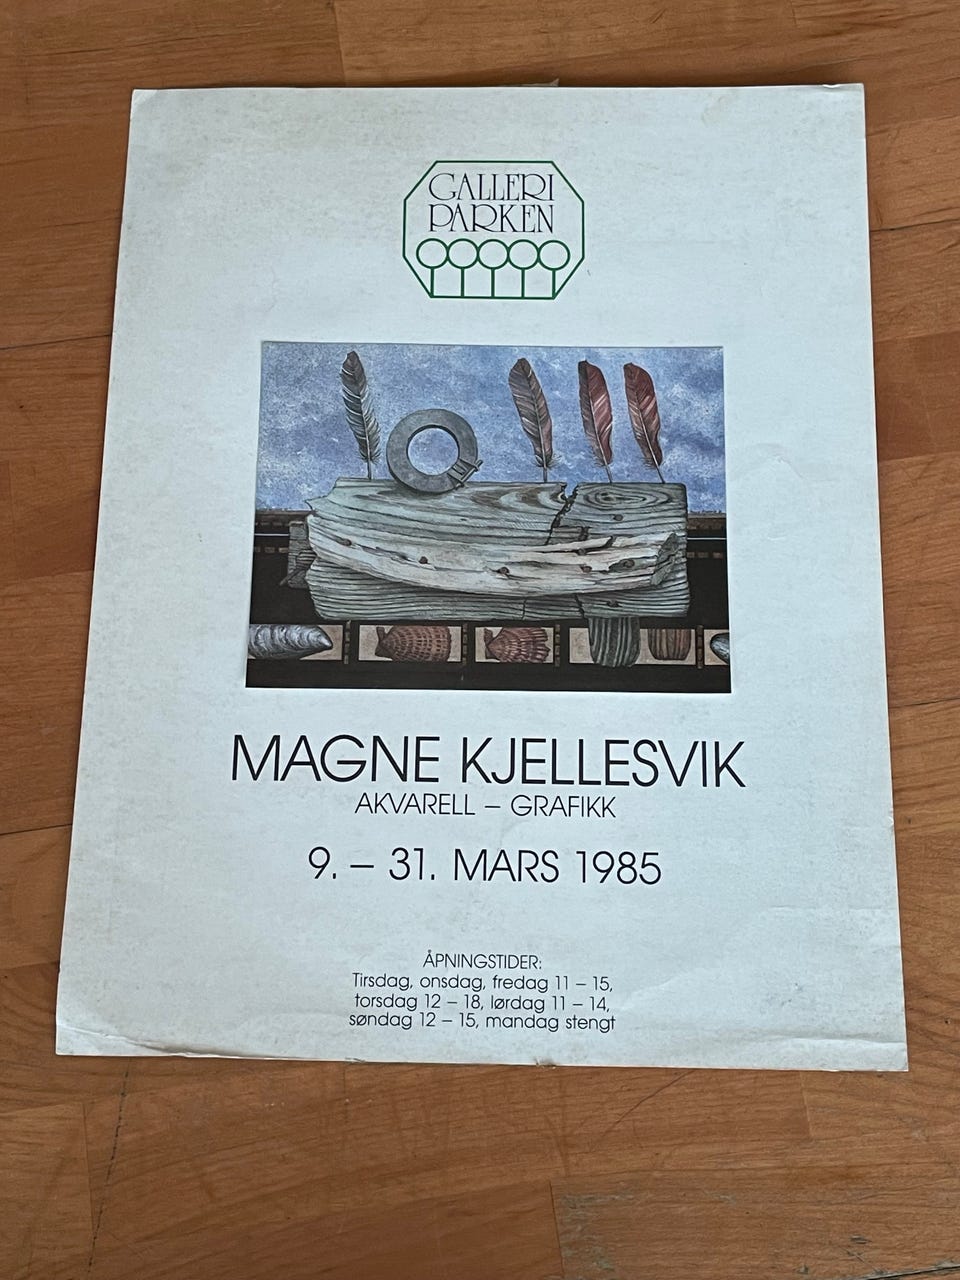 GALLERI
PARKEN
MAGNE KJELLESVIK
AKVARELL – GRAFIKK
9. – 31. MARS 1985
ÅPNINGSTIDER:
Tirsdag, onsdag, fredag 11 – 15,
torsdag 12 – 18, lørdag 11 – 14,
søndag 12 – 15, mandag stengt